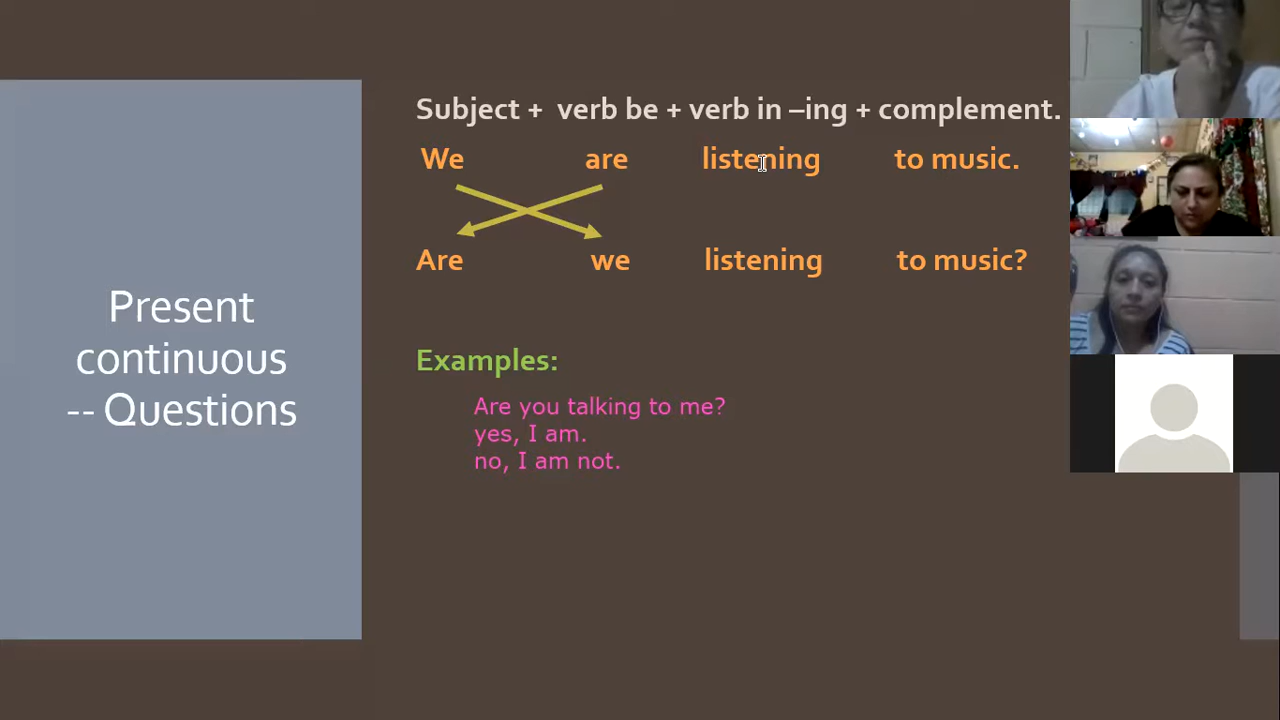 Present
continuous
-- Questions
Subject + verb be + verb in –ing + complement.
We are listening to music.
Are we listening to music?
Examples:
Are you talking to me?
yes, I am.
no, I am not.